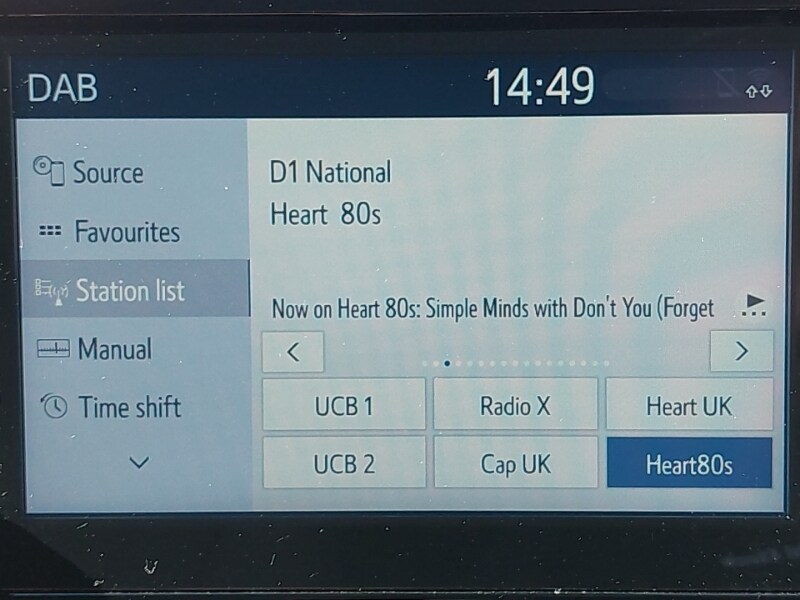 DAB
14:49
Source
Favourites
Station list
Manual
Time shift
D1 National
Heart 80s
Now on Heart 80s: Simple Minds with Don't You (Forget
UCB 1
Radio X
Heart UK
UCB 2
Cap UK
Heart80s